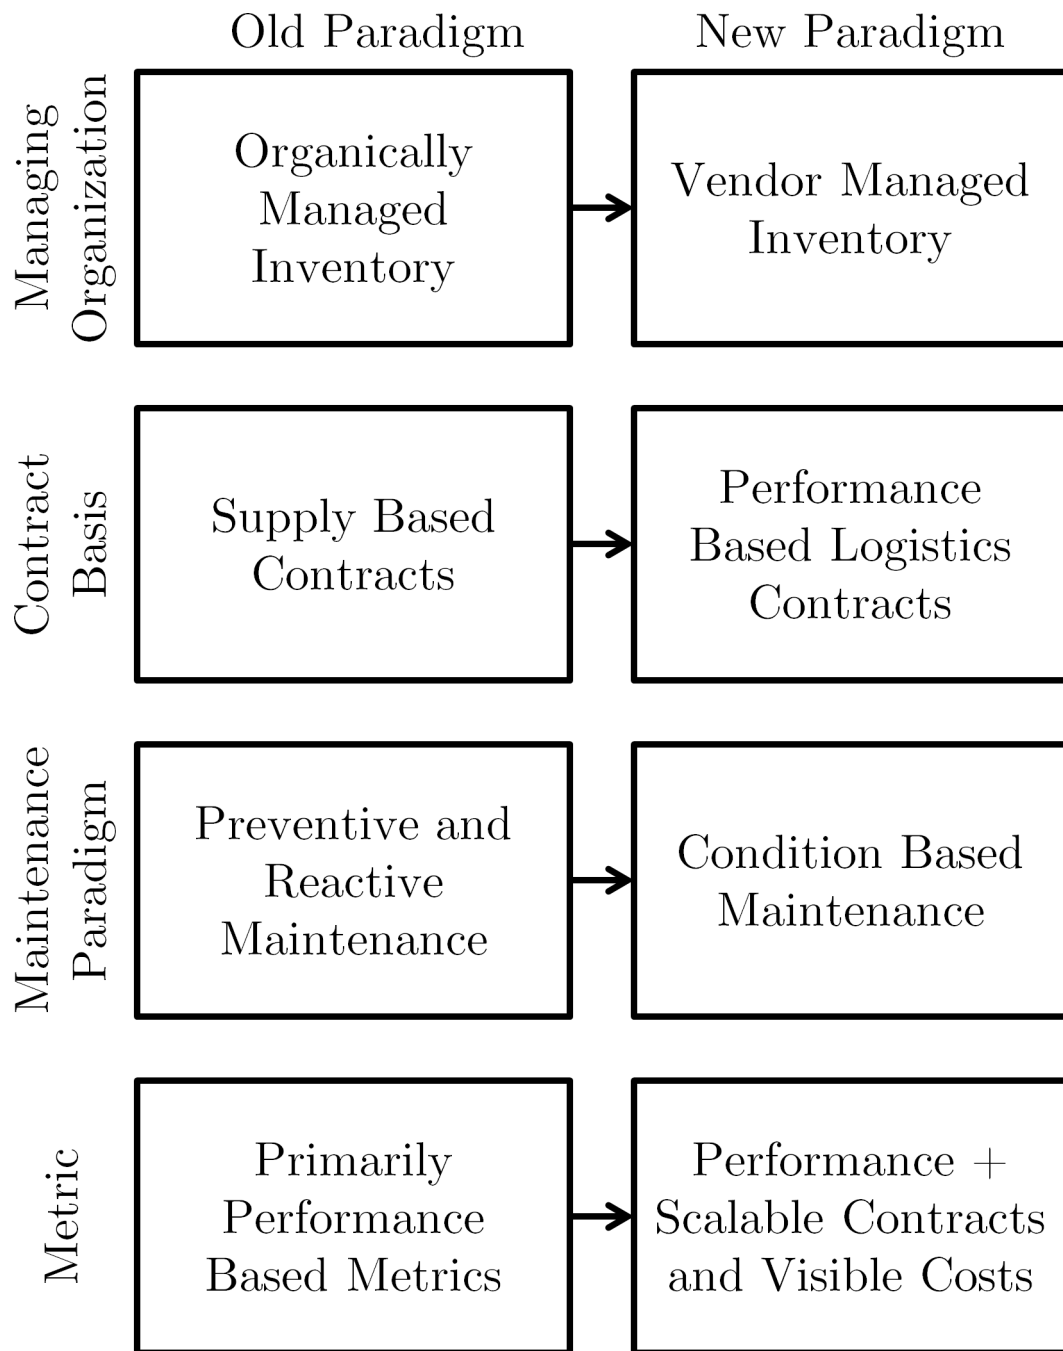 Old Paradigm
New Paradigm
Managing
Organization
Organically
Managed
Inventory
Vendor Managed
Inventory
Contract
Basis
Supply Based
Contracts
Performance
Based Logistics
Contracts
Maintenance
Paradigm
Preventive and
Reactive
Maintenance
Condition Based
Maintenance
Metric
Primarily
Performance
Based Metrics
Performance +
Scalable Contracts
and Visible Costs